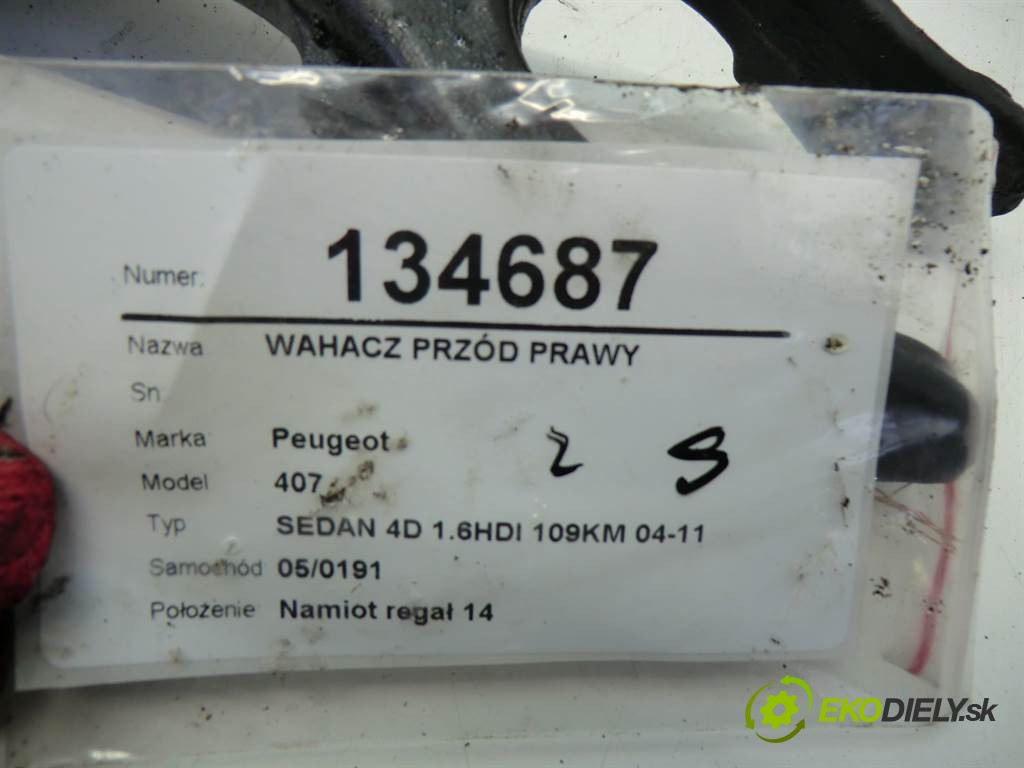 Numer. 134687
Nazwa WAHACZ PRZÓD PRAWY
Sn
Marka Peugeot
Model 407
Typ SEDAN 4D 1.6HDI 109KM 04-11
Samochód 05/0191
Położenie Namiot regał 14
EKODIELY.sk